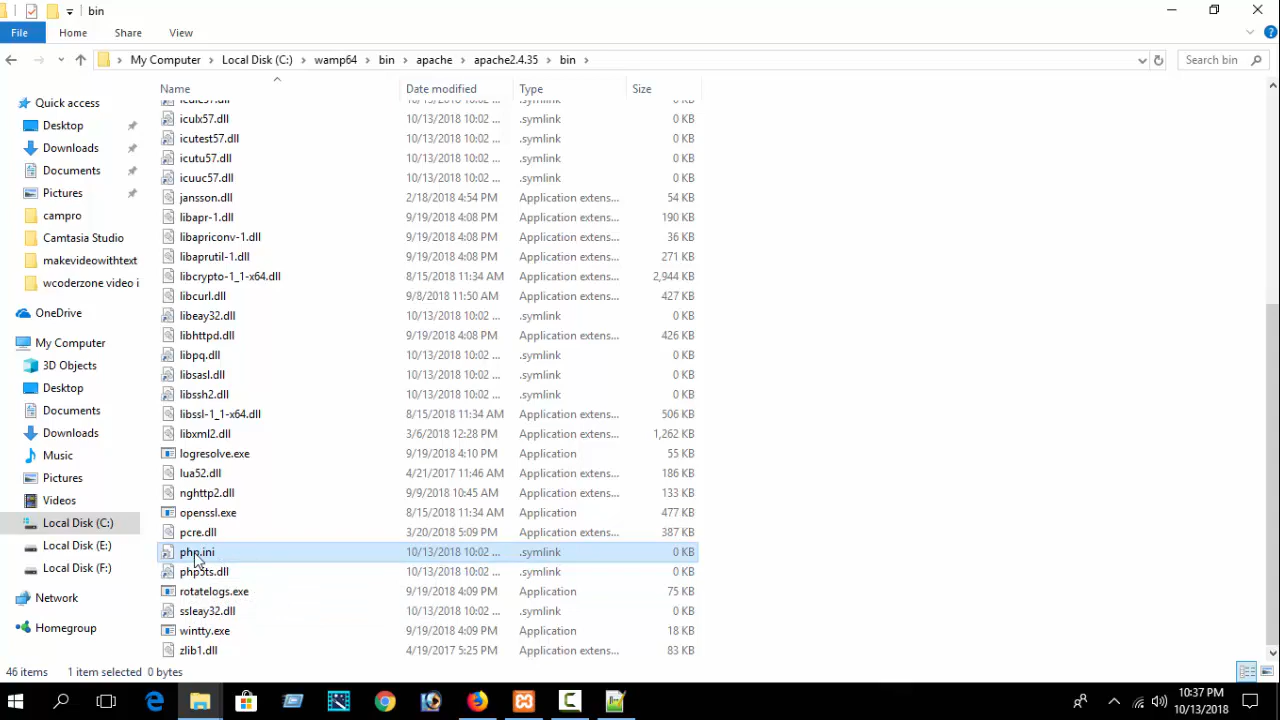 bin
File Home Share View
My Computer Local Disk (C:) wamp64 bin apache apache2.4.35 bin Search bin
Name Date modified Type Size
Quick access
Desktop
Downloads
Documents
Pictures
campro
Camtasia Studio
makevideowithtext
wcoderzone video i
OneDrive
My Computer
3D Objects
Desktop
Documents
Downloads
Music
Pictures
Videos
Local Disk (C:)
Local Disk (E:)
Local Disk (F:)
Network
Homegroup
10/13/2018 10:02 ... .symlink 0 KB
iculx57.dll 10/13/2018 10:02 ... .symlink 0 KB
icutest57.dll 10/13/2018 10:02 ... .symlink 0 KB
icutu57.dll 10/13/2018 10:02 ... .symlink 0 KB
icuuc57.dll 10/13/2018 10:02 ... .symlink 0 KB
jansson.dll 2/18/2018 4:54 PM Application extens... 54 KB
libapr-1.dll 9/19/2018 4:08 PM Application extens... 190 KB
libapriconv-1.dll 9/19/2018 4:08 PM Application extens... 36 KB
libaprutil-1.dll 9/19/2018 4:08 PM Application extens... 271 KB
libcrypto-1_1-x64.dll 8/15/2018 11:34 AM Application extens... 2,944 KB
libcurl.dll 9/8/2018 11:50 AM Application extens... 427 KB
libeay32.dll 10/13/2018 10:02 ... .symlink 0 KB
libhttpd.dll 9/19/2018 4:08 PM Application extens... 426 KB
libpq.dll 10/13/2018 10:02 ... .symlink 0 KB
libsasl.dll 10/13/2018 10:02 ... .symlink 0 KB
libssh2.dll 10/13/2018 10:02 ... .symlink 0 KB
libssl-1_1-x64.dll 8/15/2018 11:34 AM Application extens... 506 KB
libxml2.dll 3/6/2018 12:28 PM Application extens... 1,262 KB
logresolve.exe 9/19/2018 4:10 PM Application 55 KB
lua52.dll 4/21/2017 11:46 AM Application extens... 186 KB
nghttp2.dll 9/9/2018 10:45 AM Application extens... 133 KB
openssl.exe 8/15/2018 11:34 AM Application 477 KB
pcre.dll 3/20/2018 5:09 PM Application extens... 387 KB
php.ini 10/13/2018 10:02 ... .symlink 0 KB
php5ts.dll 10/13/2018 10:02 ... .symlink 0 KB
rotatelogs.exe 9/19/2018 4:09 PM Application 75 KB
ssleay32.dll 10/13/2018 10:02 ... .symlink 0 KB
wintty.exe 9/19/2018 4:09 PM Application 18 KB
zlib1.dll 4/19/2017 5:25 PM Application extens... 83 KB
46 items 1 item selected 0 bytes
10:37 PM
10/13/2018